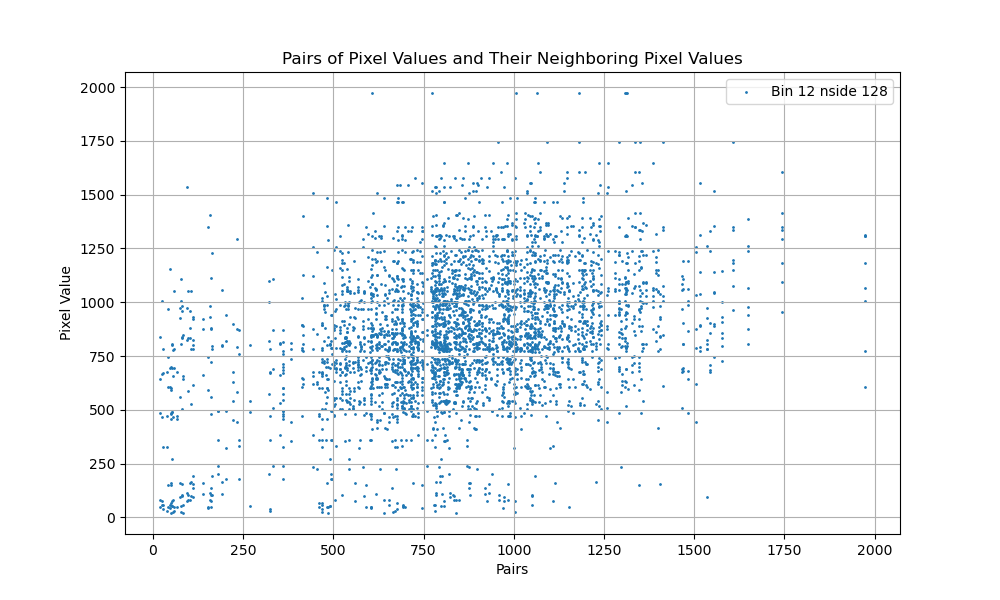 Pairs of Pixel Values and Their Neighboring Pixel Values
Bin 12 nside 128
2000
1750
1500
1250
1000
750
500
250
0
Pixel Value
0 250 500 750 1000 1250 1500 1750 2000
Pairs